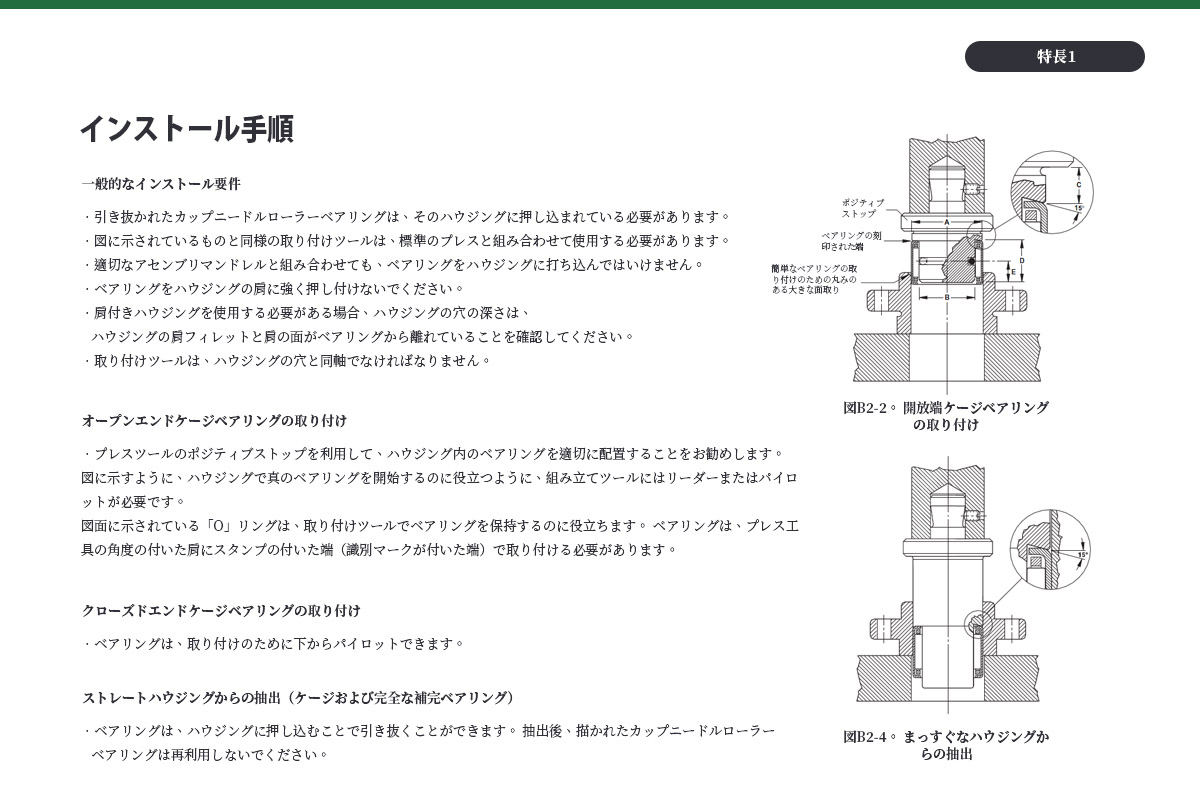 特長1
インストール手順
一般的なインストール要件
· 引き抜かれたカップニードルローラーベアリングは、そのハウジングに押し込まれている必要があります。
· 図に示されているものと同様の取り付けツールは、標準のプレスと組み合わせて使用する必要があります。
· 適切なアセンブリマンドレルと組み合わせても、ベアリングをハウジングに打ち込んではいけません。
· ベアリングをハウジングの肩に強く押し付けないでください。
· 肩付きハウジングを使用する必要がある場合、ハウジングの穴の深さは、
ハウジングの肩フィレットと肩の面がベアリングから離れていることを確認してください。
· 取り付けツールは、ハウジングの穴と同軸でなければなりません。
オープンエンドケージベアリングの取り付け
· プレスツールのポジティブストップを利用して、ハウジング内のベアリングを適切に配置することをお勧めします。
図に示すように、ハウジングで真のベアリングを開始するのに役立つように、組み立てツールにはリーダーまたはパイロ
ットが必要です。
図面に示されている「O」リングは、取り付けツールでベアリングを保持するのに役立ちます。 ベアリングは、プレス工
具の角度の付いた肩にスタンプの付いた端（識別マークが付いた端）で取り付ける必要があります。
クローズドエンドケージベアリングの取り付け
· ベアリングは、取り付けのために下からパイロットできます。
ストレートハウジングからの抽出（ケージおよび完全な補完ベアリング）
· ベアリングは、ハウジングに押し込むことで引き抜くことができます。 抽出後、描かれたカップニードルローラー
ベアリングは再利用しないでください。
ポジティブ
ストップ
ベアリングの刻
印された端
簡単なベアリングの取
り付けのための丸みの
ある大きな面取り
A
B
C
D
E
15°
図B2-2。 開放端ケージベアリング
の取り付け
15°
図B2-4。 まっすぐなハウジングか
らの抽出